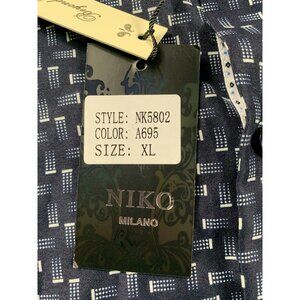 STYLE: NK5802
COLOR: A695
SIZE: XL
NIKO
MILANO